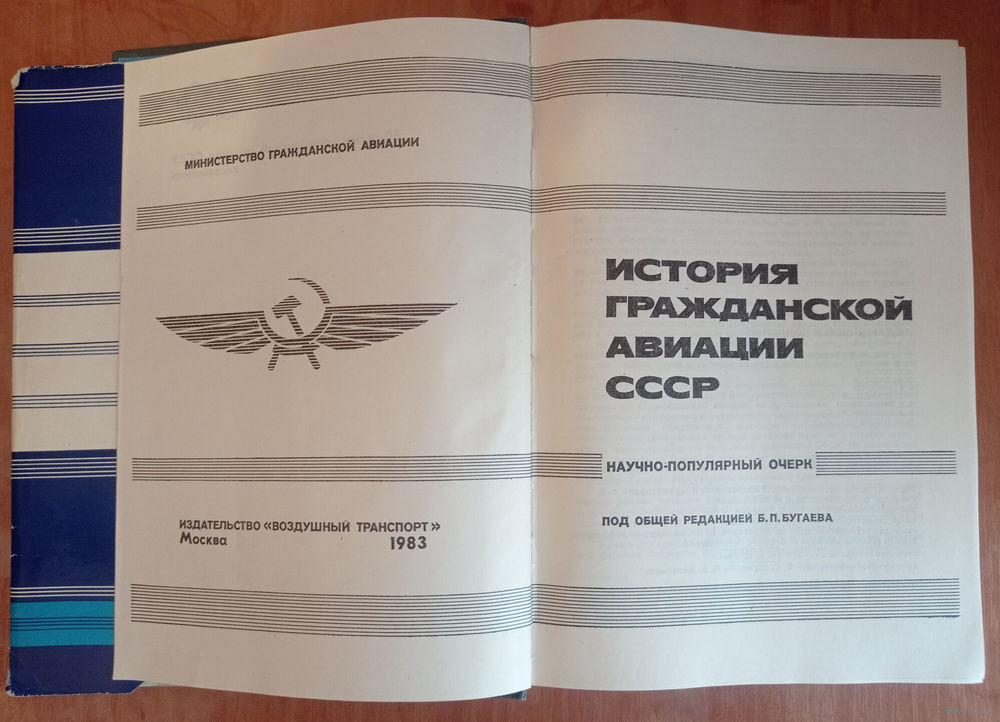 МИНИСТЕРСТВО ГРАЖДАНСКОЙ АВИАЦИИ
ИЗДАТЕЛЬСТВО «ВОЗДУШНЫЙ ТРАНСПОРТ»
Москва 1983
ИСТОРИЯ
ГРАЖДАНСКОЙ
АВИАЦИИ
СССР
НАУЧНО-ПОПУЛЯРНЫЙ ОЧЕРК
ПОД ОБЩЕЙ РЕДАКЦИЕЙ Б.П.БУГАЕВА